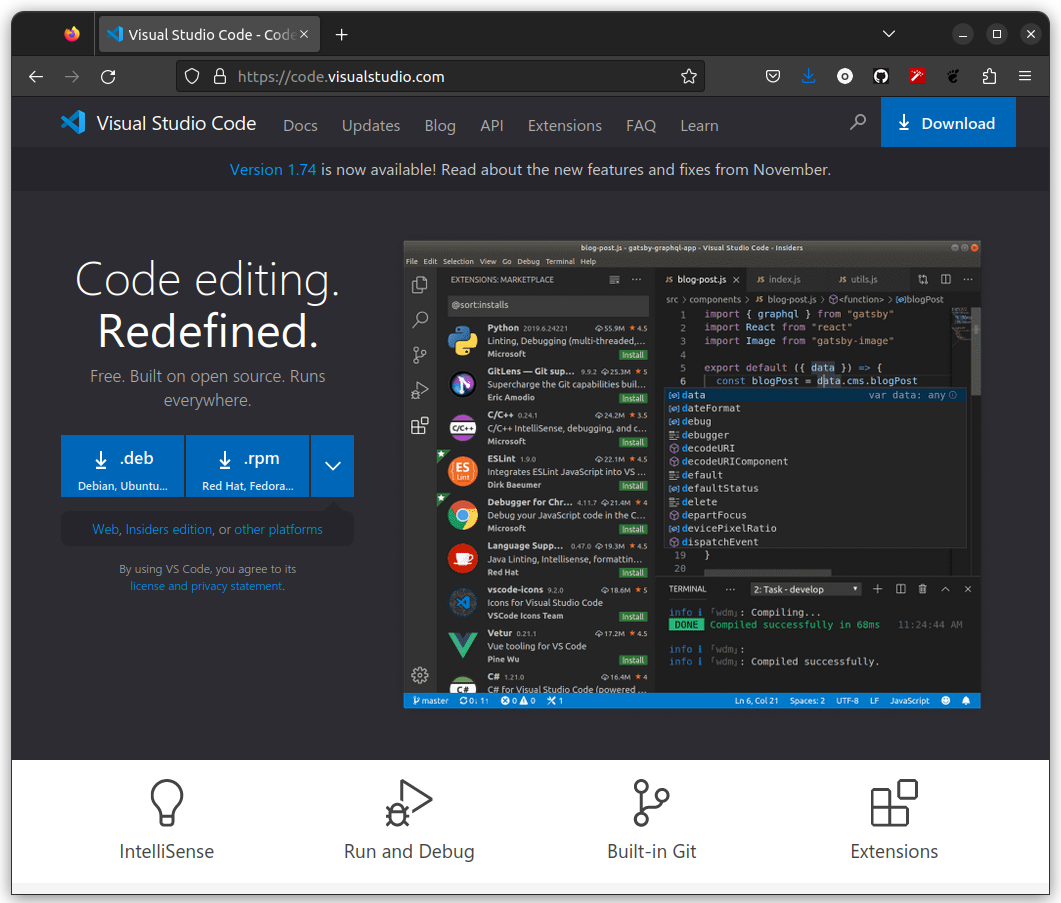 Visual Studio Code - Code
https://code.visualstudio.com
Visual Studio Code
Docs
Updates
Blog
API
Extensions
FAQ
Learn
Download
Version 1.74 is now available! Read about the new features and fixes from November.
Code editing.
Redefined.
Free. Built on open source. Runs
everywhere.
.deb
Debian, Ubuntu...
.rpm
Red Hat, Fedora...
Web, Insiders edition, or other platforms
By using VS Code, you agree to its
license and privacy statement.
blog-post.js - gatsby-graphql-app - Visual Studio Code - Insiders
File Edit Selection View Go Debug Terminal Help
EXTENSIONS: MARKETPLACE
@sort:installs
Python 2019.6.24221 55.9M ★ 4.5
Linting, Debugging (multi-threaded,...
Microsoft Install
GitLens — Git sup... 9.9.2 25.3M ★ 5
Supercharge the Git capabilities buil...
Eric Amodio Install
C/C++ 0.24.1 24.2M ★ 3.5
C/C++ IntelliSense, debugging, and c...
C/C++
Microsoft Install
ESLint 1.9.0 22.1M ★ 4.5
Integrates ESLint JavaScript into VS ...
ES
Lint
Dirk Baeumer Install
Debugger for Chr... 4.11.7 21.4M ★ 4
Debug your JavaScript code in the C...
Microsoft Install
Language Supp... 0.47.0 19.3M ★ 4.5
Java Linting, Intellisense, formattin...
Red Hat Install
vscode-icons 9.2.0 18.6M ★ 5
Icons for Visual Studio Code
VSCode Icons Team Install
Vetur 0.21.1 17.2M ★ 4.5
Vue tooling for VS Code
Pine Wu Install
C# 1.21.0 16.4M ★ 4
C# for Visual Studio Code (powered ...
C#
JS blog-post.js
JS index.js
JS utils.js
src > components > JS blog-post.js > <function> > blogPost
1 import { graphql } from "gatsby"
2 import React from "react"
3 import Image from "gatsby-image"
4
5 export default ({ data }) => {
6 const blogPost = data.cms.blogPost
data var data: any
dateFormat
debug
debugger
decodeURI
decodeURIComponent
default
defaultStatus
delete
departFocus
devicePixelRatio
dispatchEvent
19 }
20
TERMINAL ... 2: Task - develop
info i 「wdm」: Compiling...
DONE Compiled successfully in 68ms 11:24:44 AM
info i 「wdm」:
info i 「wdm」: Compiled successfully.
master 0↓ 1↑ 0 0 1
Ln 6, Col 21 Spaces: 2 UTF-8 LF JavaScript
IntelliSense
Run and Debug
Built-in Git
Extensions